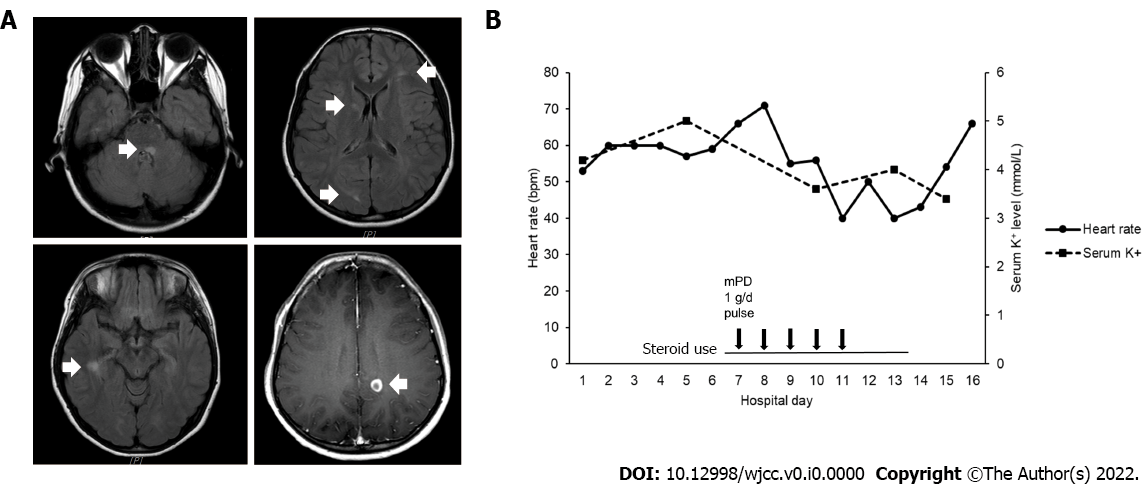 A
B
[P]
[P]
80
70
60
50
40
30
20
10
0
Heart rate (bpm)
6
5
4
3
2
1
0
Serum K⁺ level (mmol/L)
Heart rate
Serum K+
mPD
1 g/d
pulse
Steroid use
1 2 3 4 5 6 7 8 9 10 11 12 13 14 15 16
Hospital day
DOI: 10.12998/wjcc.v0.i0.0000 Copyright ©The Author(s) 2022.